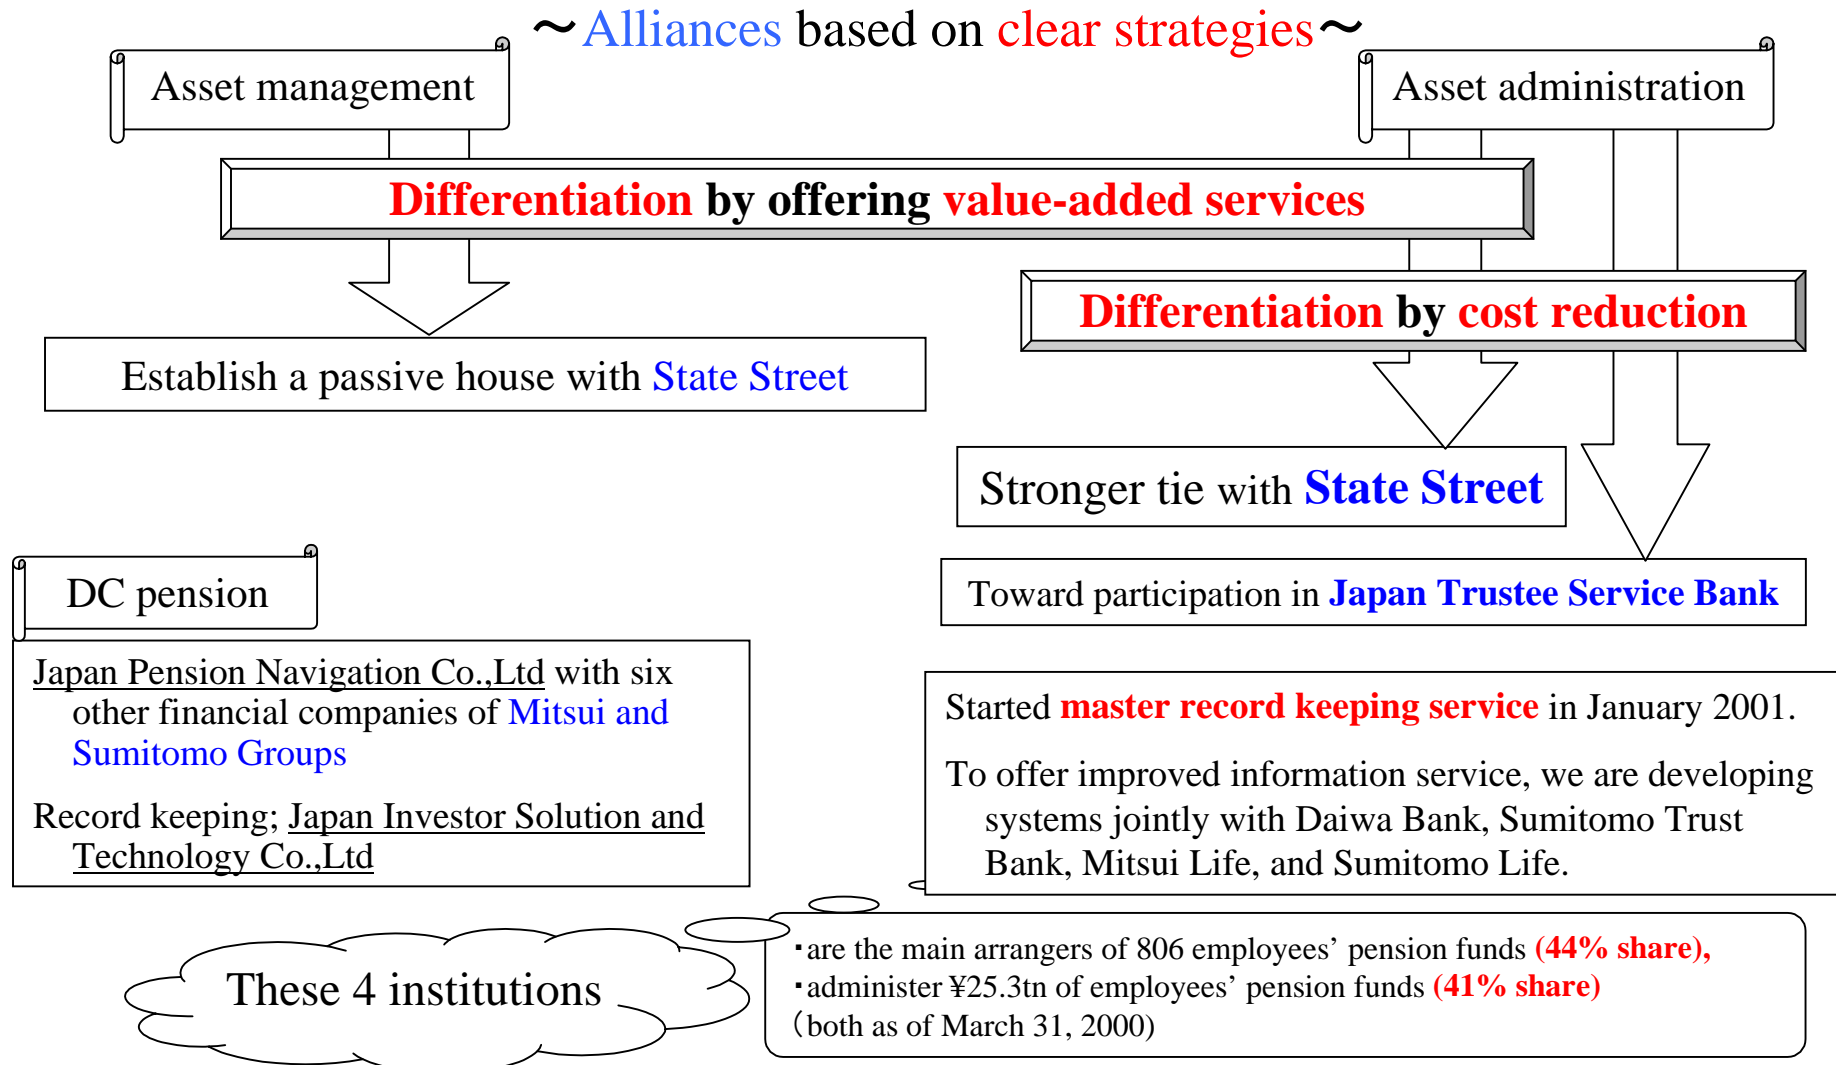 ～Alliances based on clear strategies～
Asset management
Asset administration
Differentiation by offering value-added services
Differentiation by cost reduction
Establish a passive house with State Street
Stronger tie with State Street
Toward participation in Japan Trustee Service Bank
DC pension
Japan Pension Navigation Co.,Ltd with six
other financial companies of Mitsui and
Sumitomo Groups
Record keeping; Japan Investor Solution and
Technology Co.,Ltd
Started master record keeping service in January 2001.
To offer improved information service, we are developing
systems jointly with Daiwa Bank, Sumitomo Trust
Bank, Mitsui Life, and Sumitomo Life.
These 4 institutions
・are the main arrangers of 806 employees’ pension funds (44% share),
・administer ¥25.3tn of employees’ pension funds (41% share)
（both as of March 31, 2000)